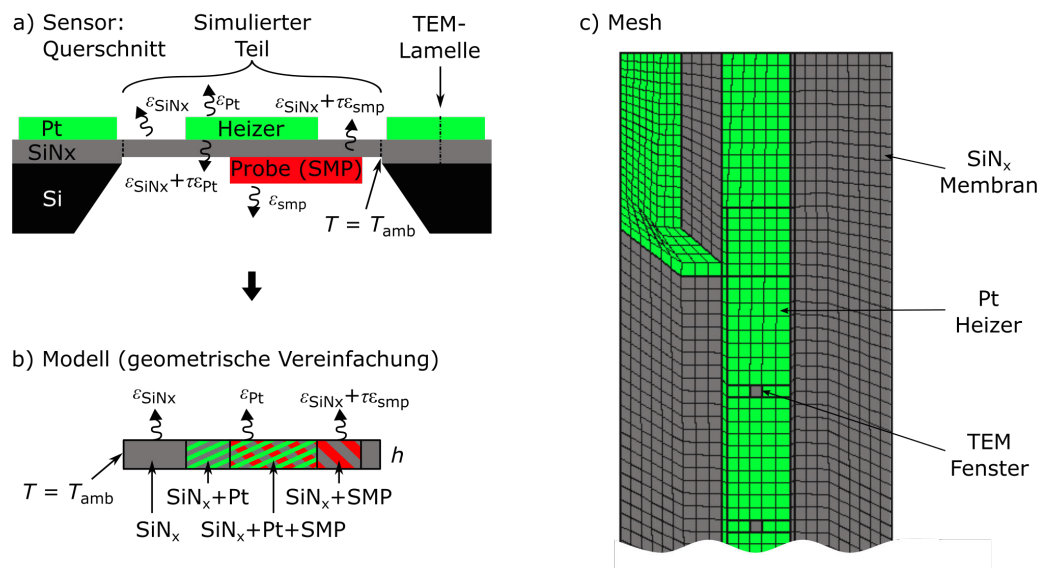 a) Sensor:
Querschnitt
Simulierter
Teil
TEM-
Lamelle
εSiNx
εPt
εSiNx+τεsmp
Pt
Heizer
SiNx
Probe (SMP)
Si
εSiNx+τεPt
εsmp
T = Tamb
b) Modell (geometrische Vereinfachung)
εSiNx
εPt
εSiNx+τεsmp
h
T = Tamb
SiNx+Pt
SiNx+SMP
SiNx
SiNx+Pt+SMP
c) Mesh
SiNx
Membran
Pt
Heizer
TEM
Fenster